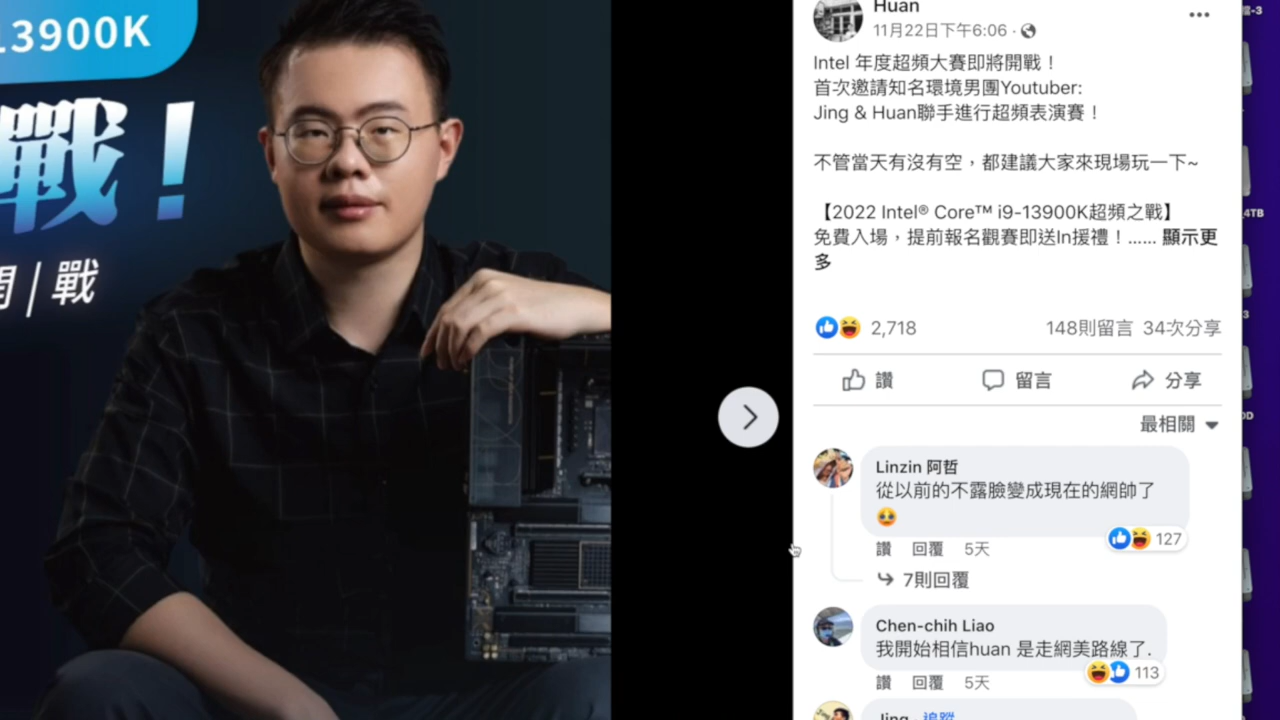 13900K
戰！
開 | 戰
Huan
11月22日下午6:06 ·
Intel 年度超頻大賽即將開戰！
首次邀請知名環境男團Youtuber:
Jing & Huan聯手進行超頻表演賽！
不管當天有沒有空，都建議大家來現場玩一下~
【2022 Intel® Core™ i9-13900K超頻之戰】
免費入場，提前報名觀賽即送In援禮！...... 顯示更
多
2,718
148則留言 34次分享
讚 留言 分享
最相關
Linzin 阿哲
從以前的不露臉變成現在的網帥了
127
讚 回覆 5天
7則回覆
Chen-chih Liao
我開始相信huan 是走網美路線了.
113
讚 回覆 5天
Jing · 追蹤
-3
4TB
3